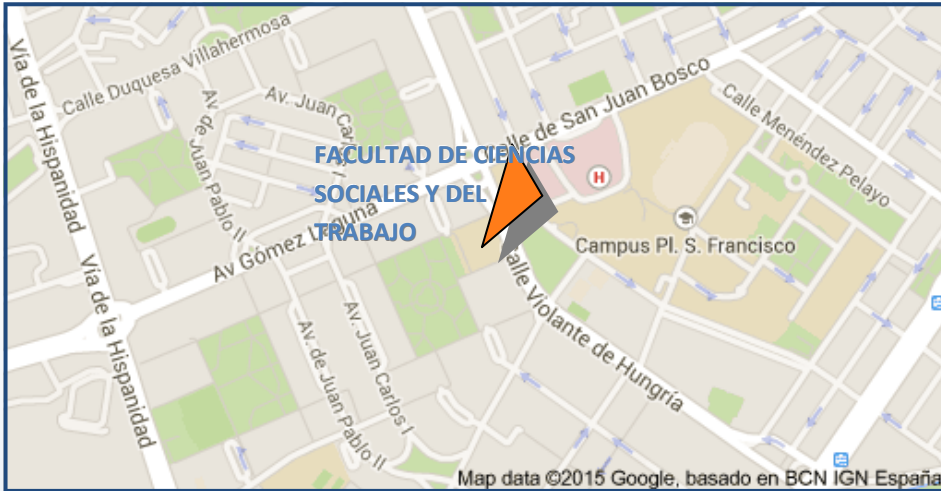 Vía de la Hispanidad
Calle Duquesa Villahermosa
Av. de Juan Pablo II
Av. Juan Carlos I
Calle de San Juan Bosco
Calle Menéndez Pelayo
FACULTAD DE CIENCIAS
SOCIALES Y DEL
TRABAJO
H
Av Gómez Laguna
Campus Pl. S. Francisco
Vía de la Hispanidad
Calle Violante de Hungría
Av. de Juan Pablo II
Av. Juan Carlos I
Map data ©2015 Google, basado en BCN IGN España